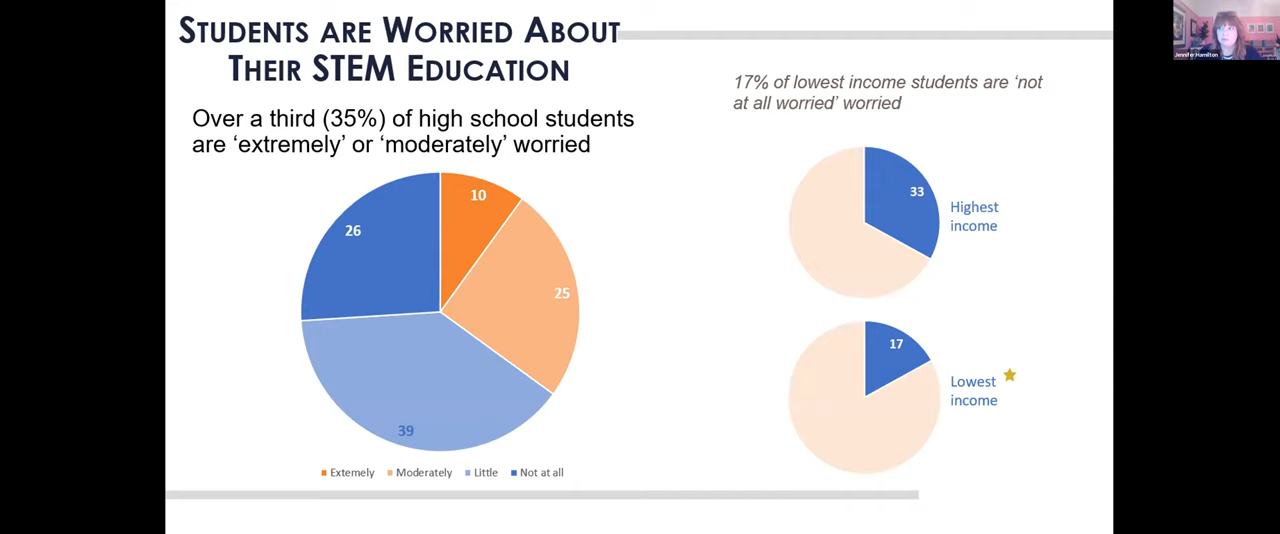 STUDENTS ARE WORRIED ABOUT
THEIR STEM EDUCATION
Over a third (35%) of high school students
are ‘extremely’ or ‘moderately’ worried
10
25
39
26
Extemely Moderately Little Not at all
17% of lowest income students are ‘not
at all worried’ worried
33
Highest
income
17
Lowest
income
Jennifer Hamilton